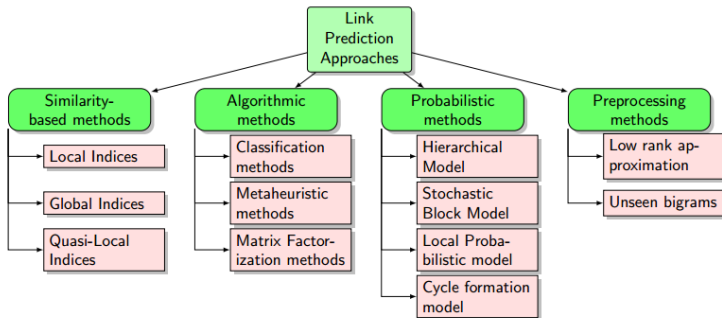 Link
Prediction
Approaches
Similarity-
based methods
Algorithmic
methods
Probabilistic
methods
Preprocessing
methods
Local Indices
Global Indices
Quasi-Local
Indices
Classification
methods
Metaheuristic
methods
Matrix Factor-
ization methods
Hierarchical
Model
Stochastic
Block Model
Local Proba-
bilistic model
Cycle formation
model
Low rank ap-
proximation
Unseen bigrams